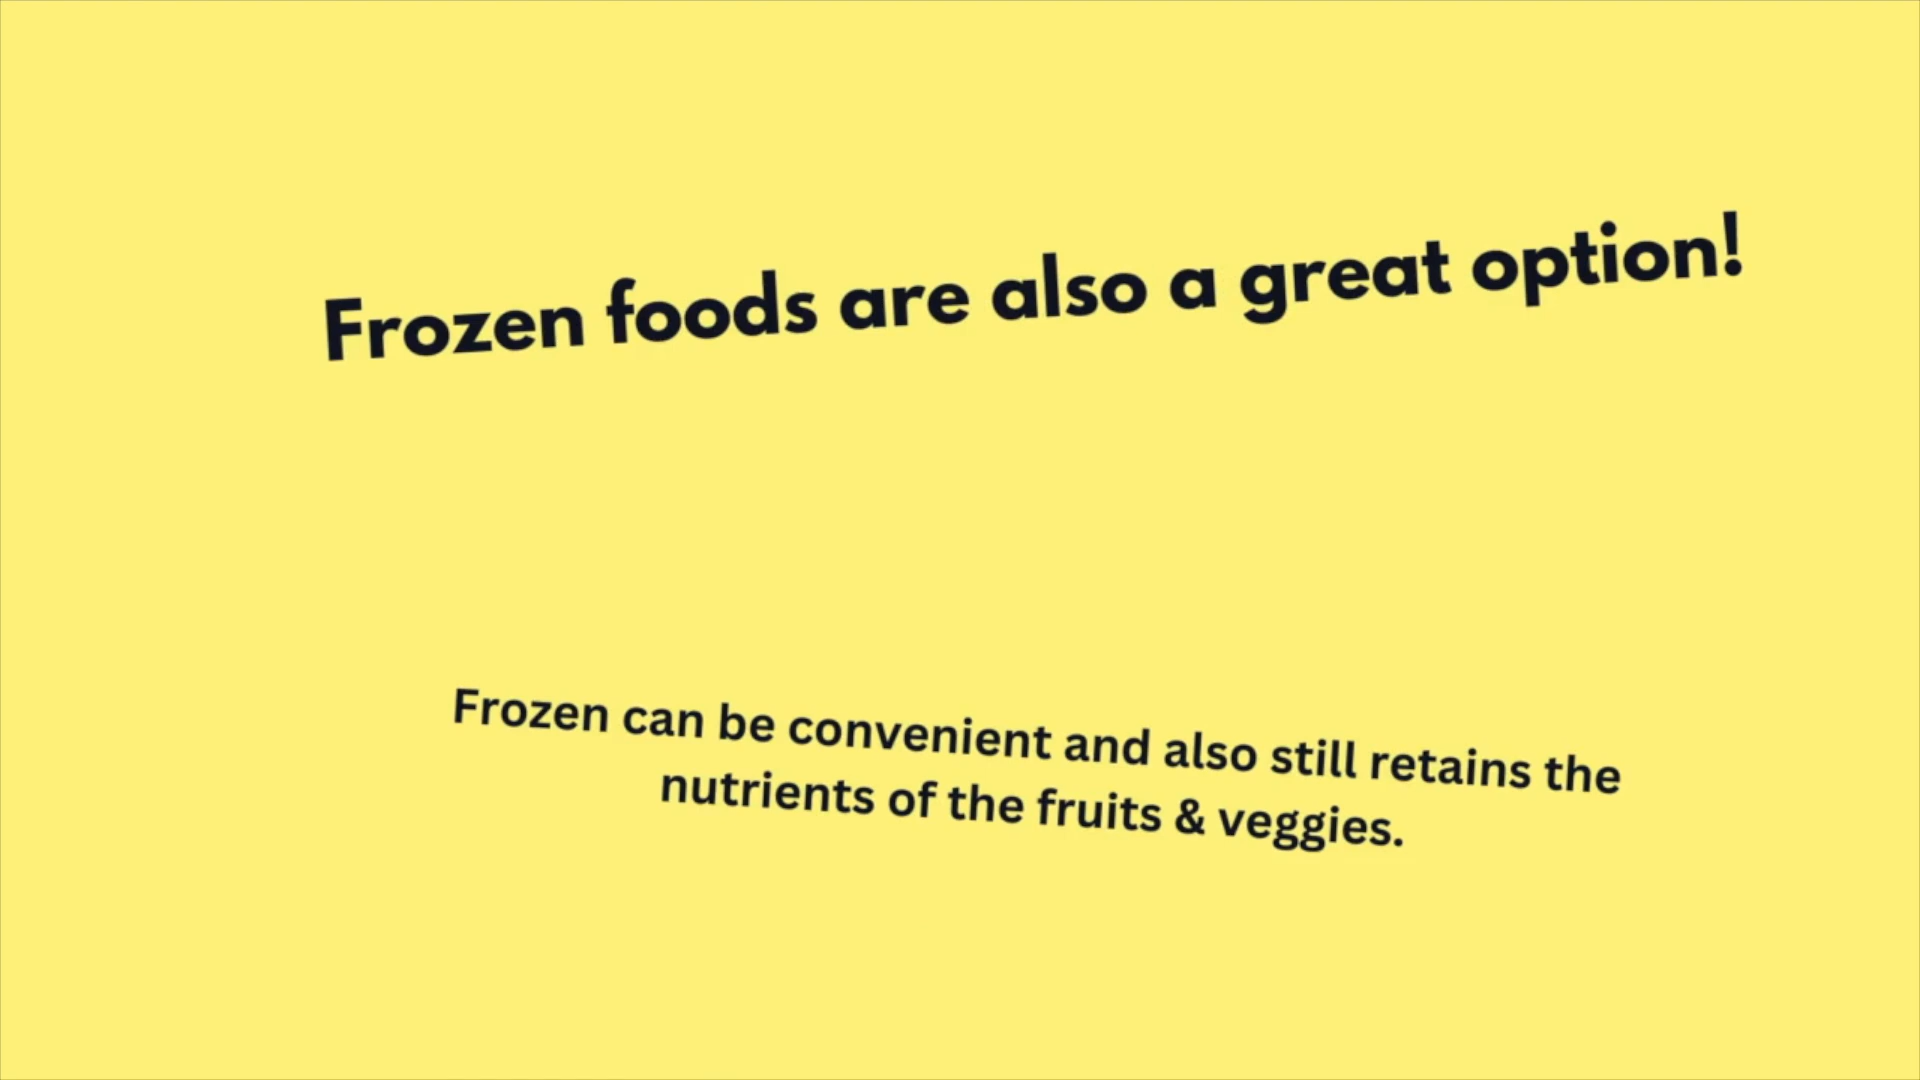 Frozen foods are also a great option!
Frozen can be convenient and also still retains the
nutrients of the fruits & veggies.